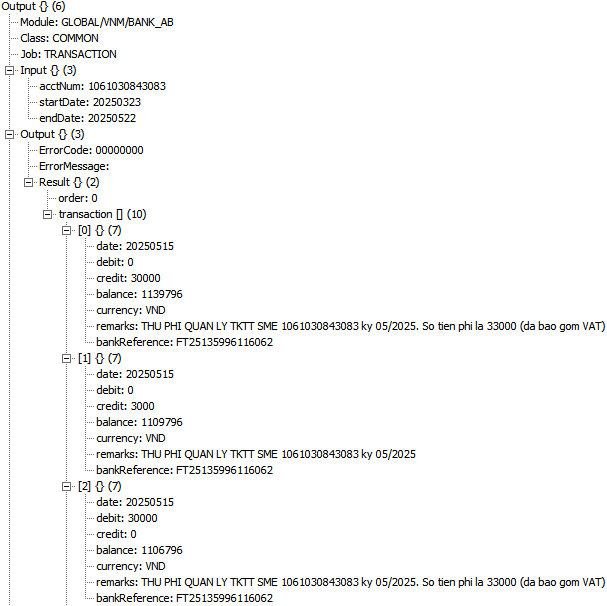 Output {} (6)
Module: GLOBAL/VNM/BANK_AB
Class: COMMON
Job: TRANSACTION
Input {} (3)
acctNum: 1061030843083
startDate: 20250323
endDate: 20250522
Output {} (3)
ErrorCode: 00000000
ErrorMessage:
Result {} (2)
order: 0
transaction [] (10)
[0] {} (7)
date: 20250515
debit: 0
credit: 30000
balance: 1139796
currency: VND
remarks: THU PHI QUAN LY TKTT SME 1061030843083 ky 05/2025. So tien phi la 33000 (da bao gom VAT)
bankReference: FT25135996116062
[1] {} (7)
date: 20250515
debit: 0
credit: 3000
balance: 1109796
currency: VND
remarks: THU PHI QUAN LY TKTT SME 1061030843083 ky 05/2025
bankReference: FT25135996116062
[2] {} (7)
date: 20250515
debit: 30000
credit: 0
balance: 1106796
currency: VND
remarks: THU PHI QUAN LY TKTT SME 1061030843083 ky 05/2025. So tien phi la 33000 (da bao gom VAT)
bankReference: FT25135996116062